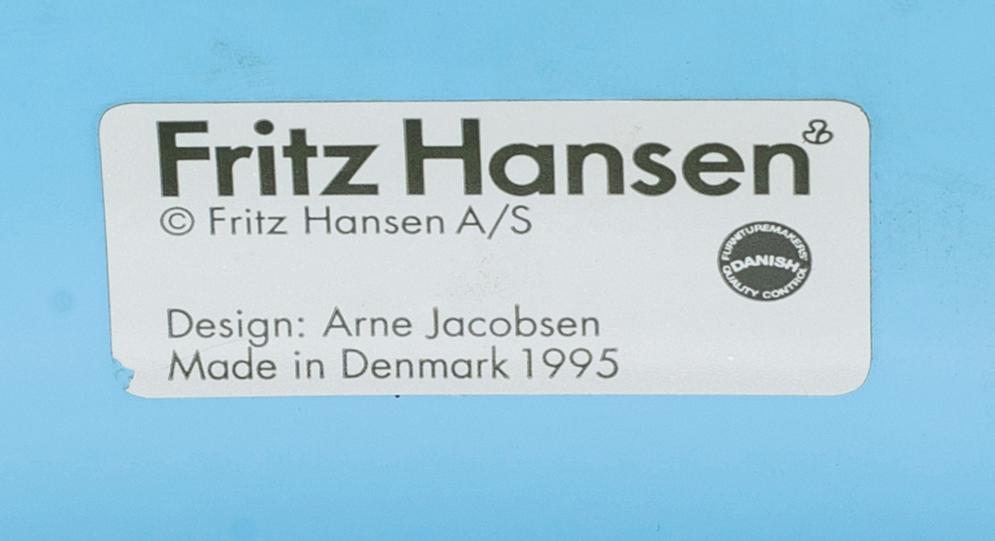 Fritz Hansen
© Fritz Hansen A/S
FURNITUREMAKERS'
DANISH
QUALITY CONTROL
Design: Arne Jacobsen
Made in Denmark 1995